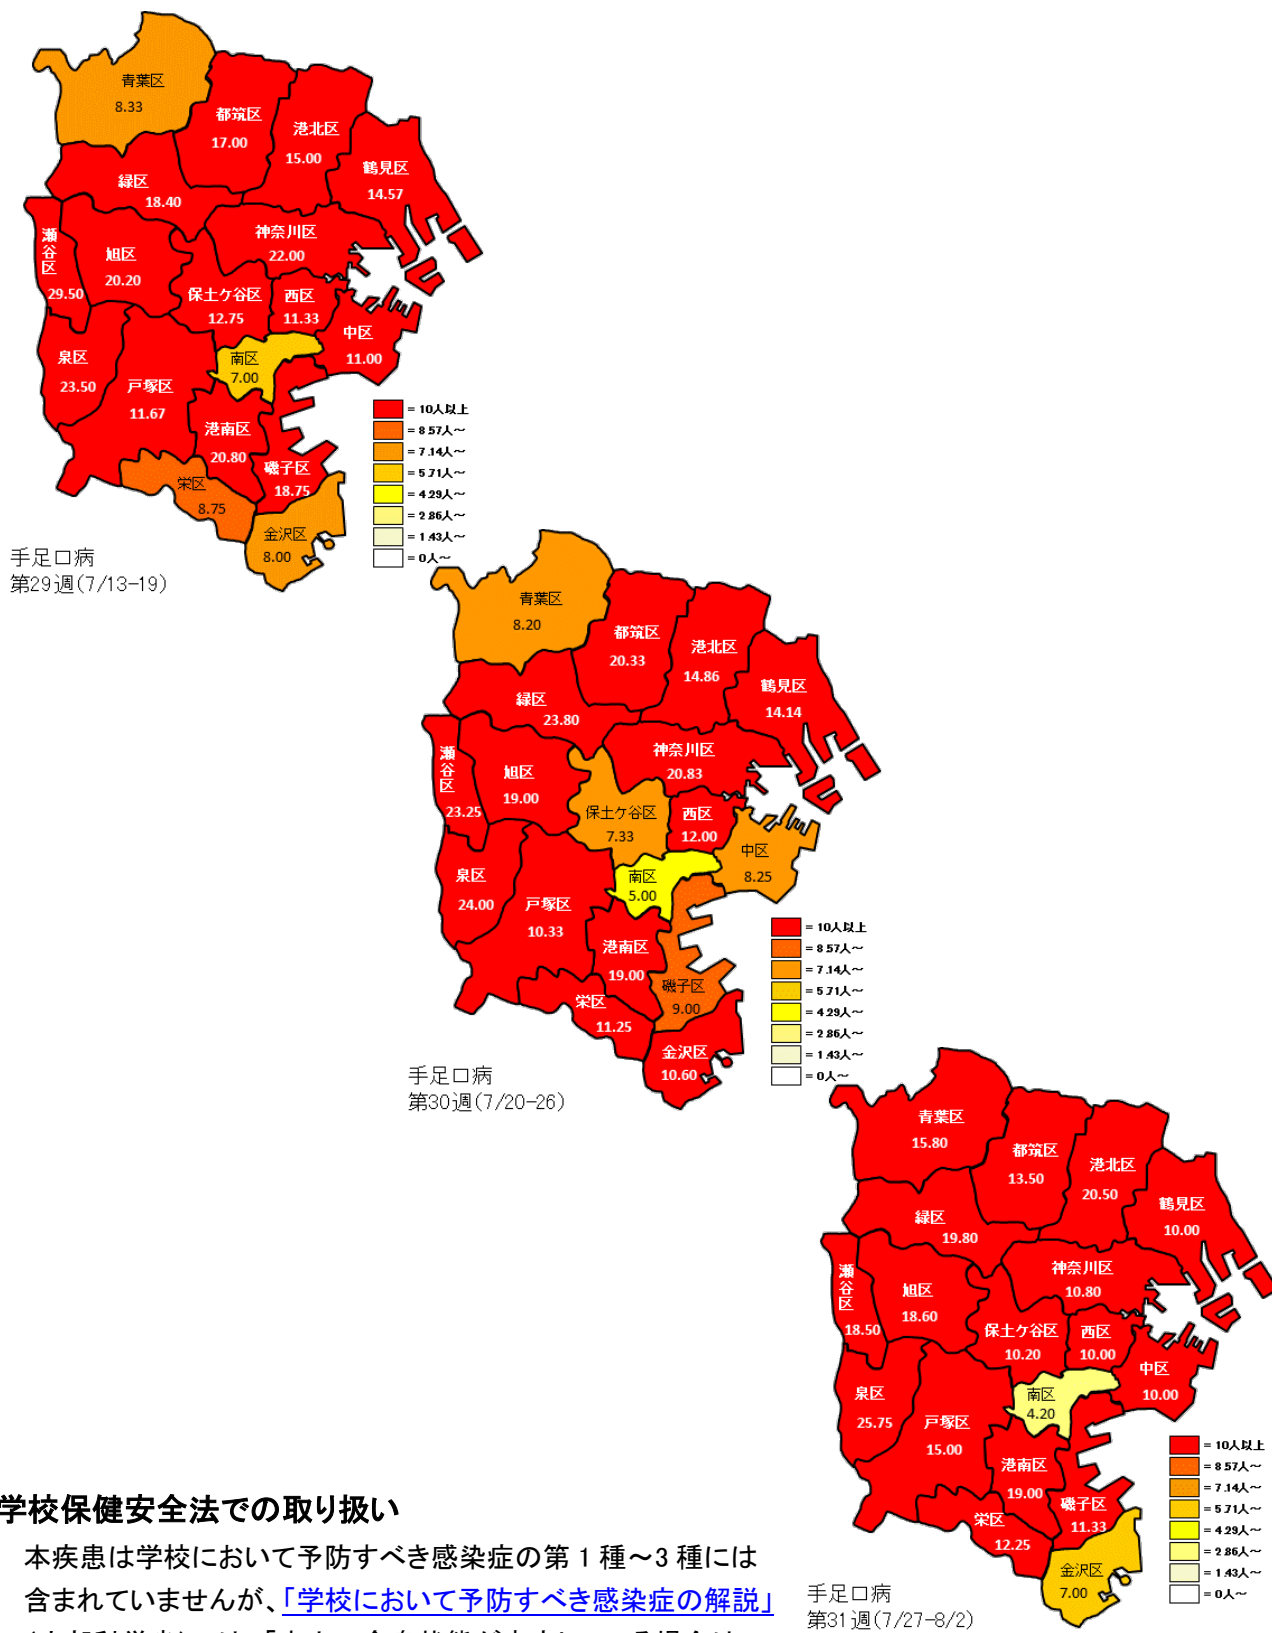 青葉区
8.33
都筑区
17.00
港北区
15.00
鶴見区
14.57
緑区
18.40
神奈川区
22.00
瀬谷区
29.50
旭区
20.20
保土ケ谷区
12.75
西区
11.33
中区
11.00
泉区
23.50
戸塚区
11.67
南区
7.00
港南区
20.80
磯子区
18.75
栄区
8.75
金沢区
8.00
= 10人以上
= 8.57人～
= 7.14人～
= 5.71人～
= 4.29人～
= 2.86人～
= 1.43人～
= 0人～
手足口病
第29週(7/13-19)
青葉区
8.20
都筑区
20.33
港北区
14.86
鶴見区
14.14
緑区
23.80
神奈川区
20.83
瀬谷区
23.25
旭区
19.00
保土ケ谷区
7.33
西区
12.00
中区
8.25
泉区
24.00
戸塚区
10.33
南区
5.00
港南区
19.00
磯子区
9.00
栄区
11.25
金沢区
10.60
= 10人以上
= 8.57人～
= 7.14人～
= 5.71人～
= 4.29人～
= 2.86人～
= 1.43人～
= 0人～
手足口病
第30週(7/20-26)
青葉区
15.80
都筑区
13.50
港北区
20.50
鶴見区
10.00
緑区
19.80
神奈川区
10.80
瀬谷区
18.50
旭区
18.60
保土ケ谷区
10.20
西区
10.00
中区
10.00
泉区
25.75
戸塚区
15.00
南区
4.20
港南区
19.00
磯子区
11.33
栄区
12.25
金沢区
7.00
= 10人以上
= 8.57人～
= 7.14人～
= 5.71人～
= 4.29人～
= 2.86人～
= 1.43人～
= 0人～
手足口病
第31週(7/27-8/2)
学校保健安全法での取り扱い
本疾患は学校において予防すべき感染症の第 1 種～3 種には
含まれていませんが、「学校において予防すべき感染症の解説」